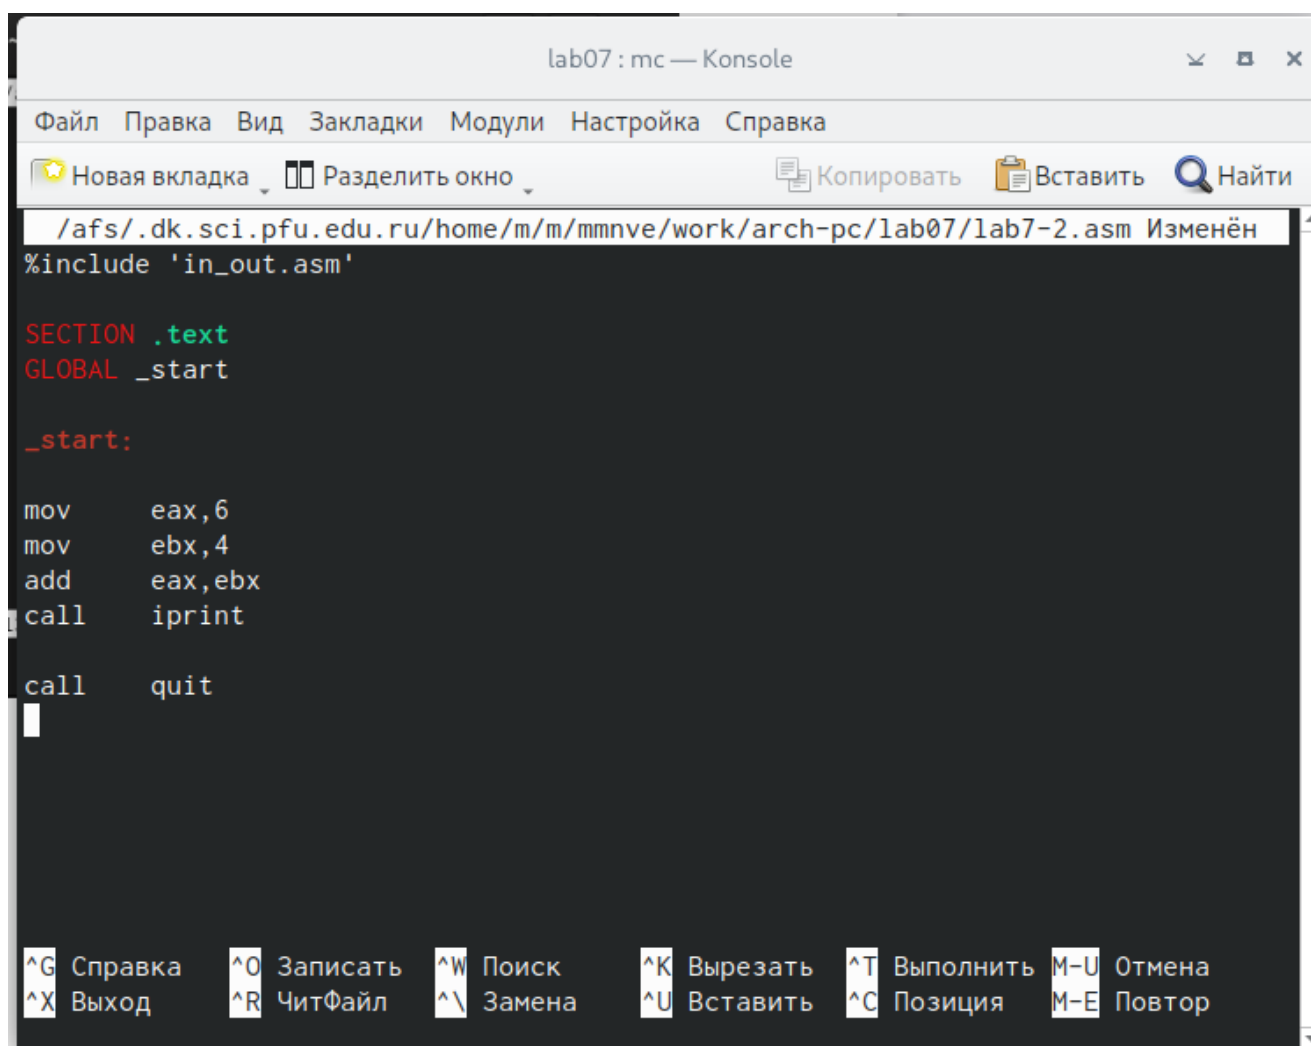 lab07 : mc — Konsole
Файл Правка Вид Закладки Модули Настройка Справка
Новая вкладка Разделить окно Копировать Вставить Найти
/afs/.dk.sci.pfu.edu.ru/home/m/m/mmnve/work/arch-pc/lab07/lab7-2.asm Изменён
%include 'in_out.asm'
SECTION .text
GLOBAL _start
_start:
mov eax,6
mov ebx,4
add eax,ebx
call iprint
call quit
^G Справка ^O Записать ^W Поиск ^K Вырезать ^T Выполнить M-U Отмена
^X Выход ^R ЧитФайл ^\ Замена ^U Вставить ^C Позиция M-E Повтор